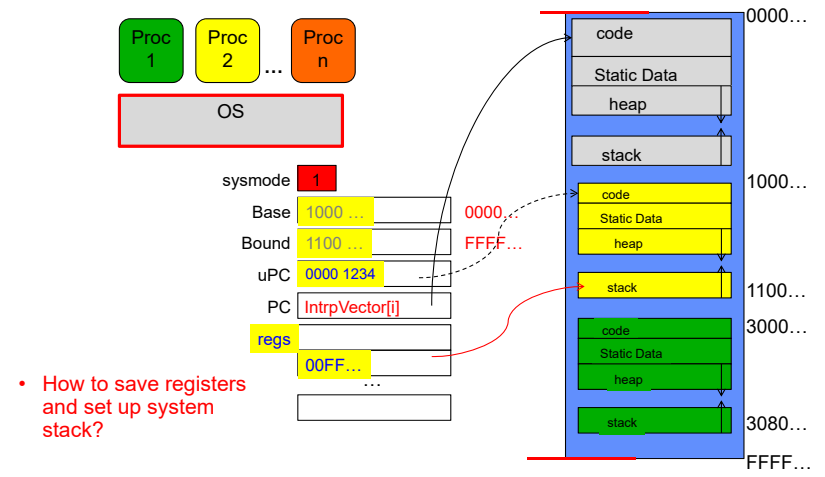 Proc
1
Proc
2
...
Proc
n
OS
sysmode 1
Base 1000 … 0000…
Bound 1100 … FFFF…
uPC 0000 1234
PC IntrpVector[i]
regs
00FF…
…
• How to save registers
and set up system
stack?
0000…
code
Static Data
heap
stack
1000…
code
Static Data
heap
stack
1100…
3000…
code
Static Data
heap
stack
3080…
FFFF…